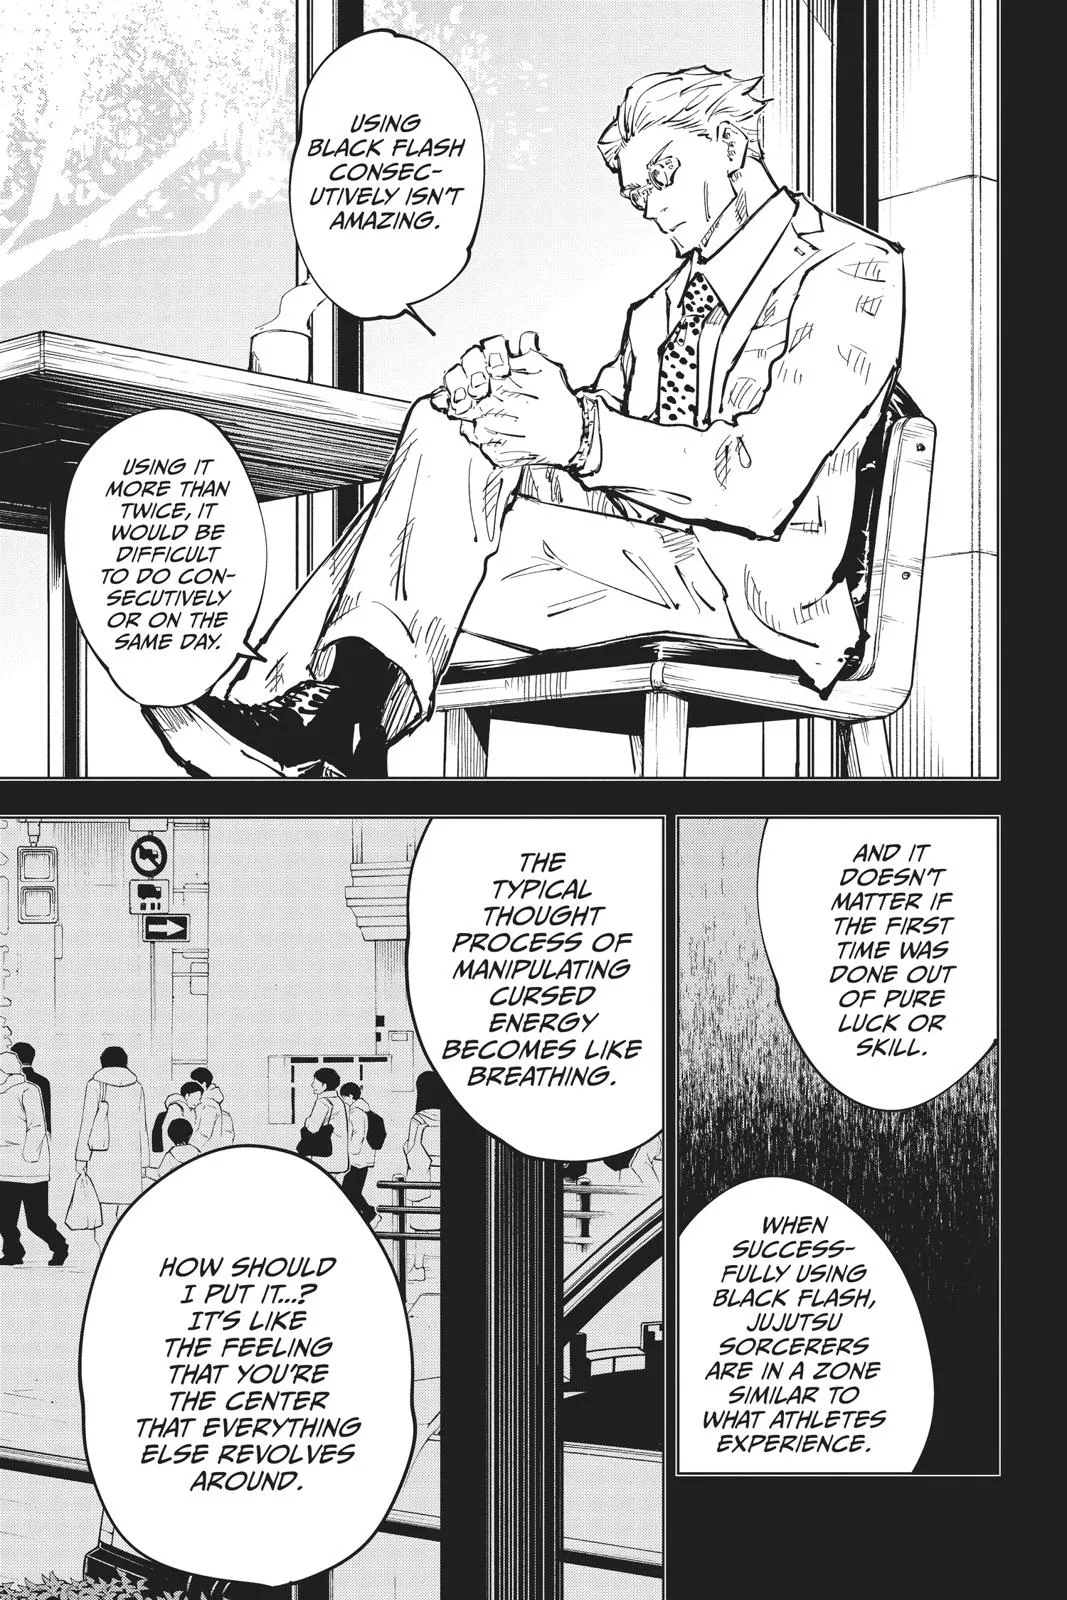 USING
BLACK FLASH
CONSEC-
UTIVELY ISN'T
AMAZING.
USING IT
MORE THAN
TWICE, IT
WOULD BE
DIFFICULT
TO DO CON-
SECUTIVELY
OR ON THE
SAME DAY.
AND IT
DOESN'T
MATTER IF
THE FIRST
TIME WAS
DONE OUT
OF PURE
LUCK OR
SKILL.
WHEN
SUCCESS-
FULLY USING
BLACK FLASH,
JUJUTSU
SORCERERS
ARE IN A ZONE
SIMILAR TO
WHAT ATHLETES
EXPERIENCE.
THE
TYPICAL
THOUGHT
PROCESS OF
MANIPULATING
CURSED
ENERGY
BECOMES LIKE
BREATHING.
HOW SHOULD
I PUT IT...?
IT'S LIKE
THE FEELING
THAT YOU'RE
THE CENTER
THAT EVERYTHING
ELSE REVOLVES
AROUND.